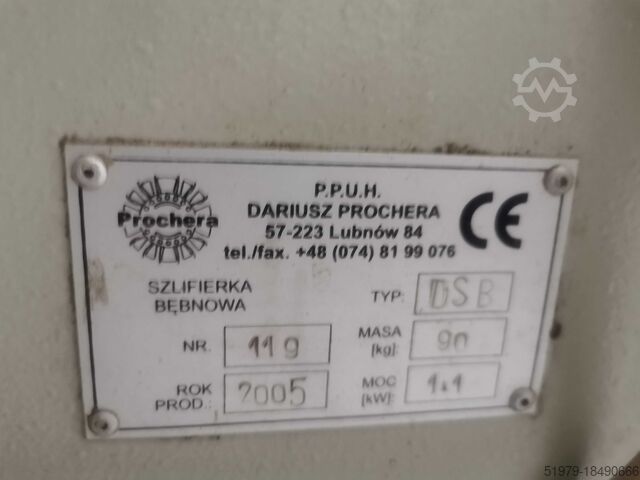 Prochera
P.P.U.H.
DARIUSZ PROCHERA
57-223 Lubnów 84
tel./fax. +48 (074) 81 99 076
CE
SZLIFIERKA
BĘBNOWA
TYP: DSB
NR. 119
MASA
[kg]: 90
ROK
PROD.: 2005
MOC
[kW]: 1.1
51979-18490666